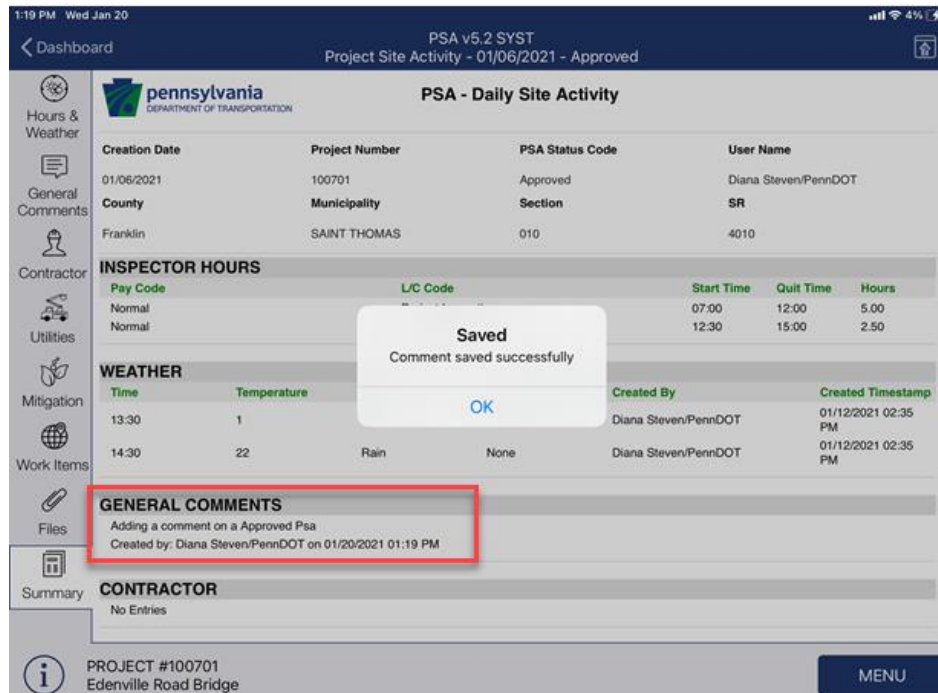 1:19 PM Wed Jan 20
4%
Dashboard
PSA v5.2 SYST
Project Site Activity - 01/06/2021 - Approved
Hours &
Weather
General
Comments
Contractor
Utilities
Mitigation
Work Items
Files
Summary
pennsylvania
DEPARTMENT OF TRANSPORTATION
PSA - Daily Site Activity
Creation Date Project Number PSA Status Code User Name
01/06/2021 100701 Approved Diana Steven/PennDOT
County Municipality Section SR
Franklin SAINT THOMAS 010 4010
INSPECTOR HOURS
Pay Code L/C Code Start Time Quit Time Hours
Normal 07:00 12:00 5.00
Normal 12:30 15:00 2.50
Saved
Comment saved successfully
OK
WEATHER
Time Temperature Created By Created Timestamp
13:30 1 Diana Steven/PennDOT 01/12/2021 02:35
PM
14:30 22 Rain None Diana Steven/PennDOT 01/12/2021 02:35
PM
GENERAL COMMENTS
Adding a comment on a Approved Psa
Created by: Diana Steven/PennDOT on 01/20/2021 01:19 PM
CONTRACTOR
No Entries
PROJECT #100701
Edenville Road Bridge
MENU